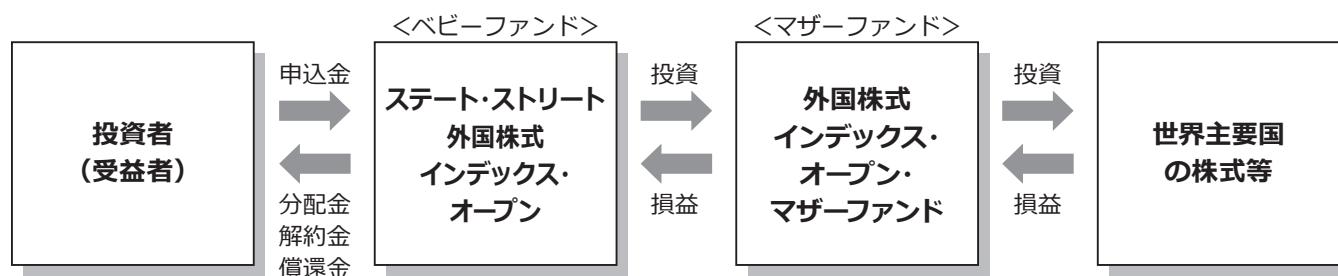 <ベビーファンド>
<マザーファンド>
投資者
（受益者）
申込金
分配金
解約金
償還金
ステート・ストリート
外国株式
インデックス・
オープン
投資
損益
外国株式
インデックス・
オープン・
マザーファンド
投資
損益
世界主要国
の株式等